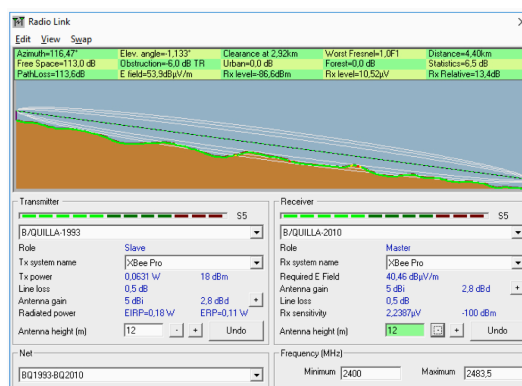 Radio Link
Edit View Swap
Azimuth=116,47° Elev. angle=-1,133° Clearance at 2,92km Worst Fresnel=1,0F1 Distance=4,40km
Free Space=113,0 dB Obstruction=-6,0 dB TR Urban=0,0 dB Forest=0,0 dB Statistics=6,5 dB
PathLoss=113,6dB E field=53,9dBµV/m Rx level=-86,6dBm Rx level=10,52µV Rx Relative=13,4dB
Transmitter
S5
B/QUILLA-1993
Role Slave
Tx system name XBee Pro
Tx power 0,0631 W 18 dBm
Line loss 0,5 dB
Antenna gain 5 dBi 2,8 dBd +
Radiated power EIRP=0,18 W ERP=0,11 W
Antenna height (m) 12 - + Undo
Net
BQ1993-BQ2010
Receiver
S5
B/QUILLA-2010
Role Master
Rx system name XBee Pro
Required E Field 40,46 dBµV/m
Antenna gain 5 dBi 2,8 dBd +
Line loss 0,5 dB
Rx sensitivity 2,2387µV -100 dBm
Antenna height (m) 12 - + Undo
Frequency (MHz)
Minimum 2400 Maximum 2483,5